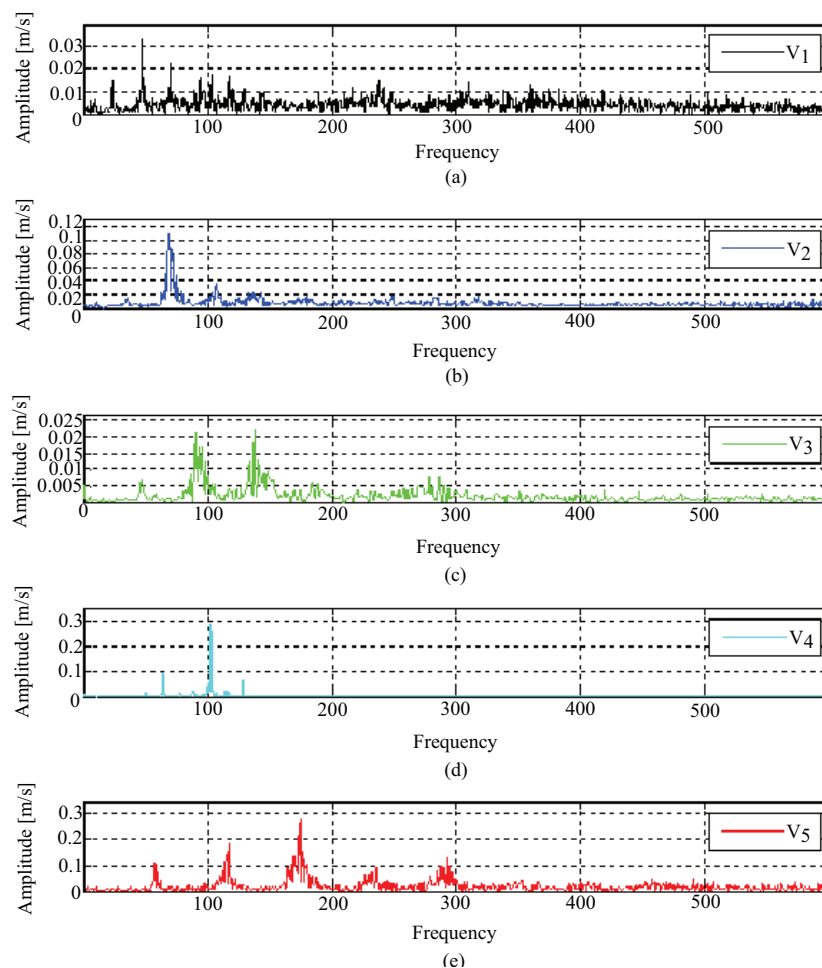 Amplitude [m/s]
0.03
0.02
0.01
0
100 200 300 400 500
V1
Frequency
(a)
Amplitude [m/s]
0.12
0.1
0.08
0.06
0.04
0.02
0
100 200 300 400 500
V2
Frequency
(b)
Amplitude [m/s]
0.025
0.02
0.015
0.01
0.005
0
100 200 300 400 500
V3
Frequency
(c)
Amplitude [m/s]
0.3
0.2
0.1
0
100 200 300 400 500
V4
Frequency
(d)
Amplitude [m/s]
0.3
0.2
0.1
0
100 200 300 400 500
V5
Frequency
(e)